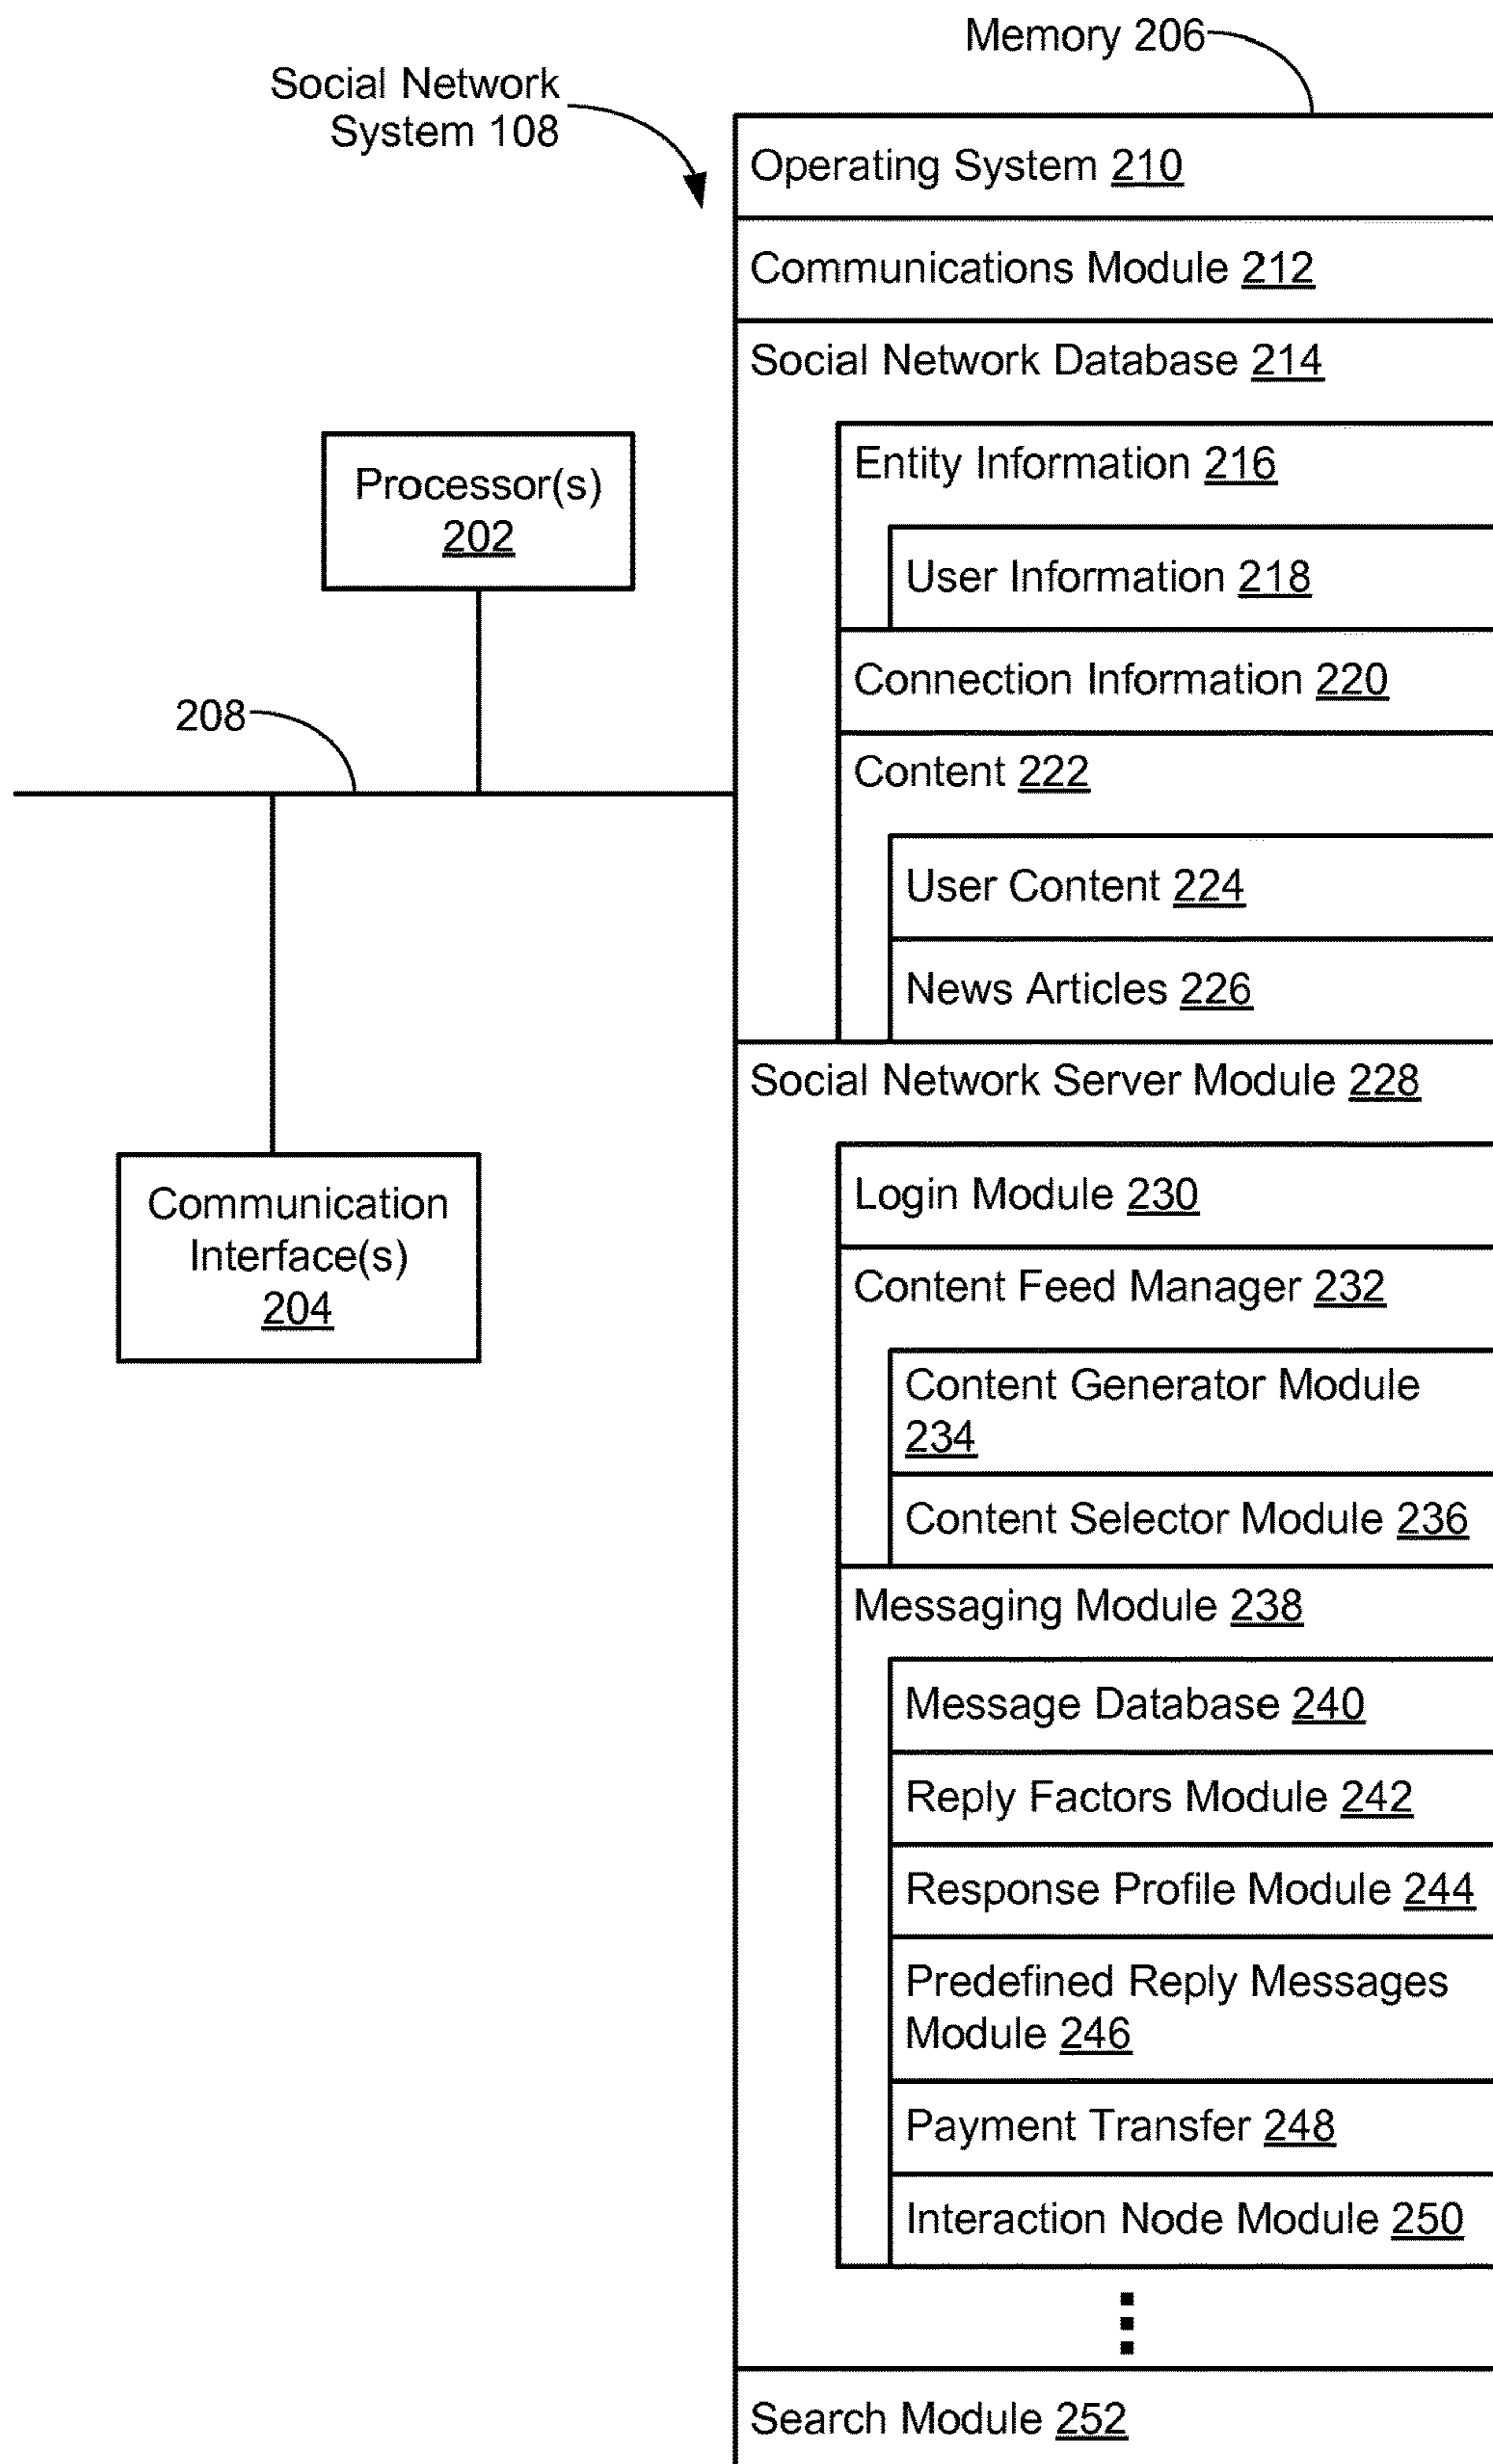 Memory 206
Social Network
System 108
Operating System 210
Communications Module 212
Social Network Database 214
Entity Information 216
Processor(s)
202
User Information 218
Connection Information 220
208
Content 222
User Content 224
News Articles 226
Social Network Server Module 228
Login Module 230
Communication
Interface(s)
204
Content Feed Manager 232
Content Generator Module
234
Content Selector Module 236
Messaging Module 238
Message Database 240
Reply Factors Module 242
Response Profile Module 244
Predefined Reply Messages
Module 246
Payment Transfer 248
Interaction Node Module 250
Search Module 252